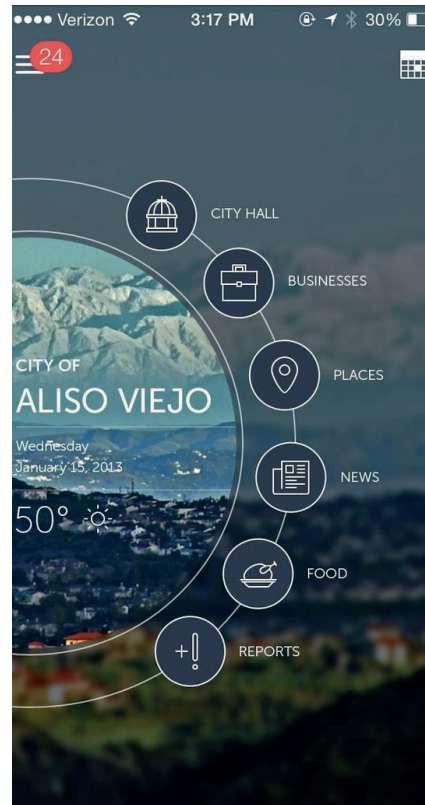 Verizon 3:17 PM 30%
24
CITY HALL
BUSINESSES
CITY OF
PLACES
ALISO VIEJO
Wednesday
January 15, 2013
NEWS
50°
FOOD
REPORTS